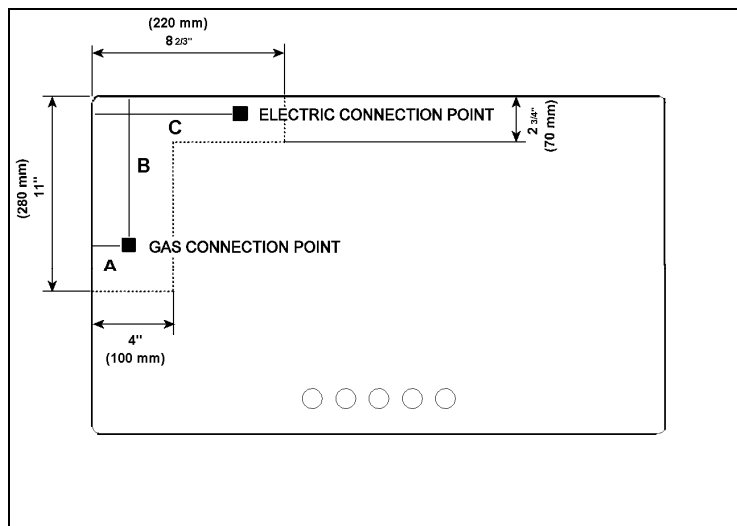 (220 mm)
8 2/3"
ELECTRIC CONNECTION POINT
C
2 3/4"
(70 mm)
B
(280 mm)
11"
GAS CONNECTION POINT
A
4"
(100 mm)